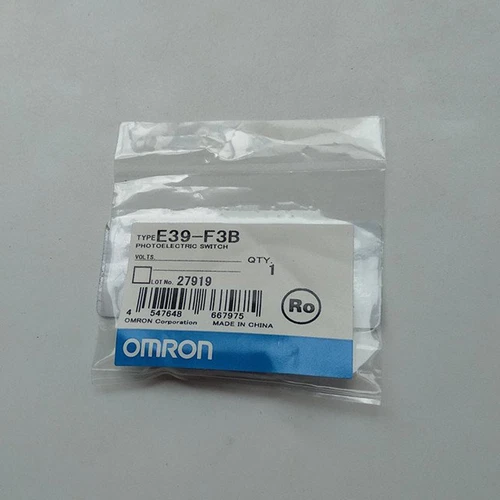 TYPE E39-F3B
PHOTOELECTRIC SWITCH
VOLTS
QTY.
1
LOT No. 27919
Ro
4 547648 667975
OMRON Corporation MADE IN CHINA
OMRON